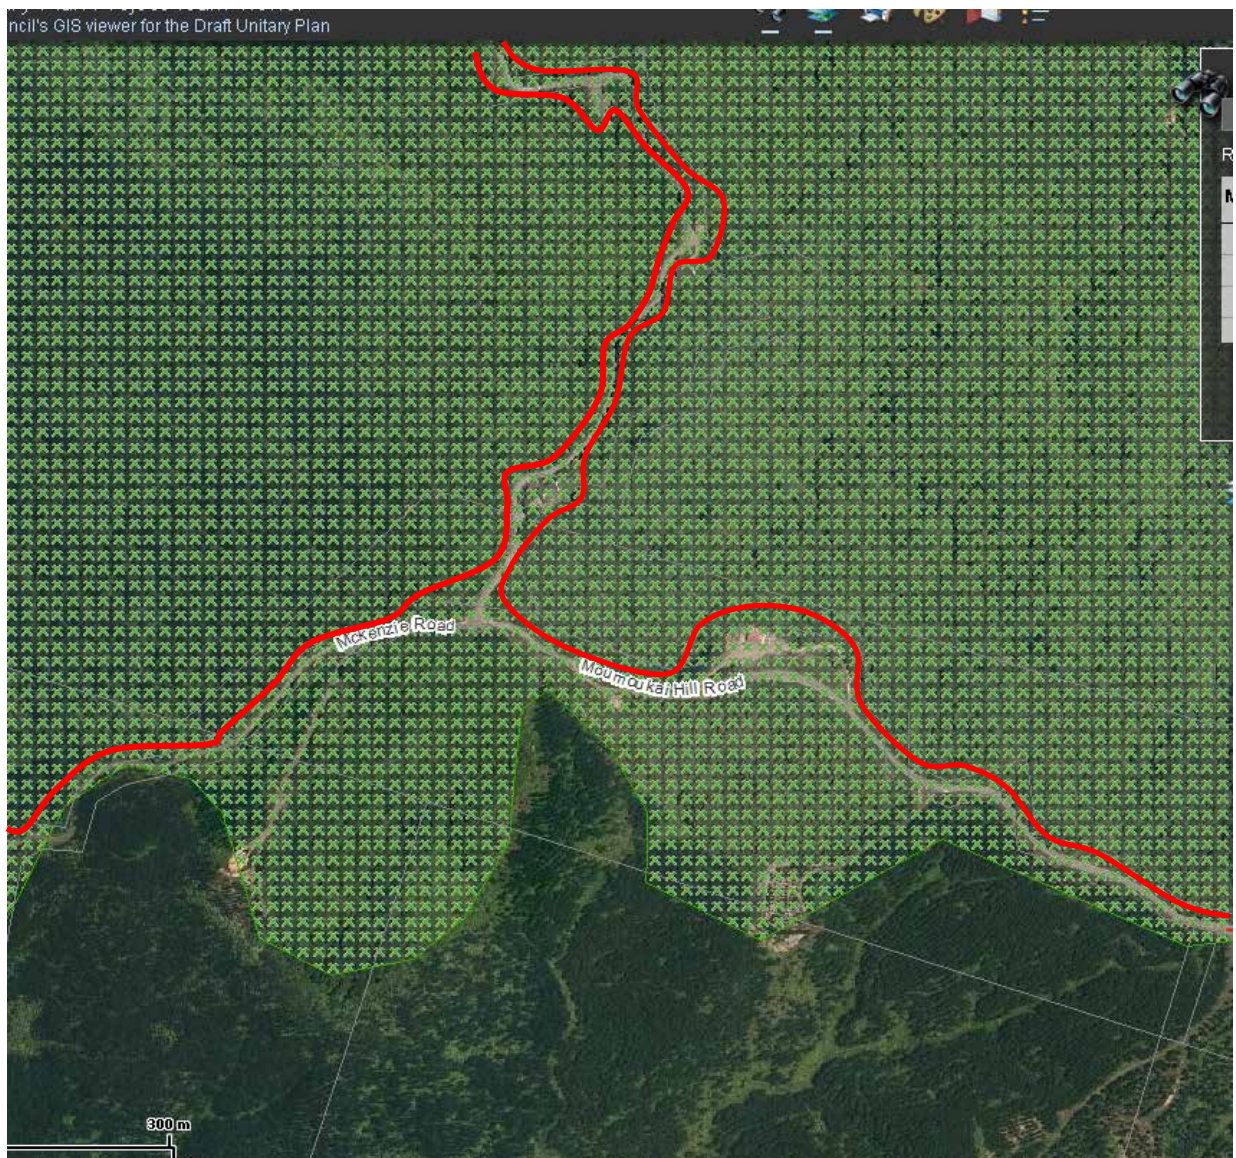 ncil's GIS viewer for the Draft Unitary Plan
R
McKenzie Road
Moumoukai Hill Road
300 m